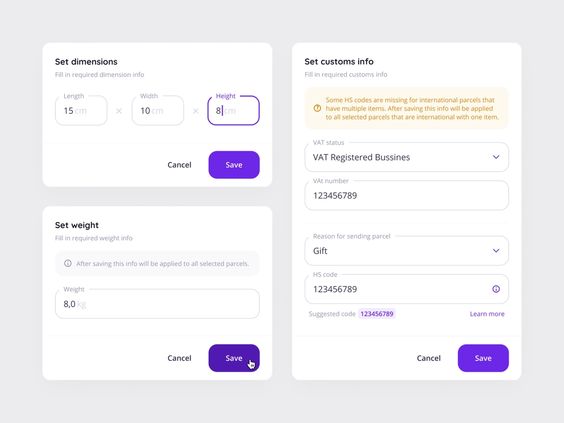 Set dimensions
Fill in required dimension info
Length
Width
Height
15 cm
×
10 cm
×
8 cm
Cancel
Save
Set weight
Fill in required weight info
After saving this info will be applied to all selected parcels.
Weight
8,0 kg
Cancel
Save
Set customs info
Fill in required customs info
Some HS codes are missing for international parcels that
have multiple items. After saving this info will be applied
to all selected parcels that are international with one item.
VAT status
VAT Registered Bussines
VAt number
123456789
Reason for sending parcel
Gift
HS code
123456789
Suggested code 123456789
Learn more
Cancel
Save